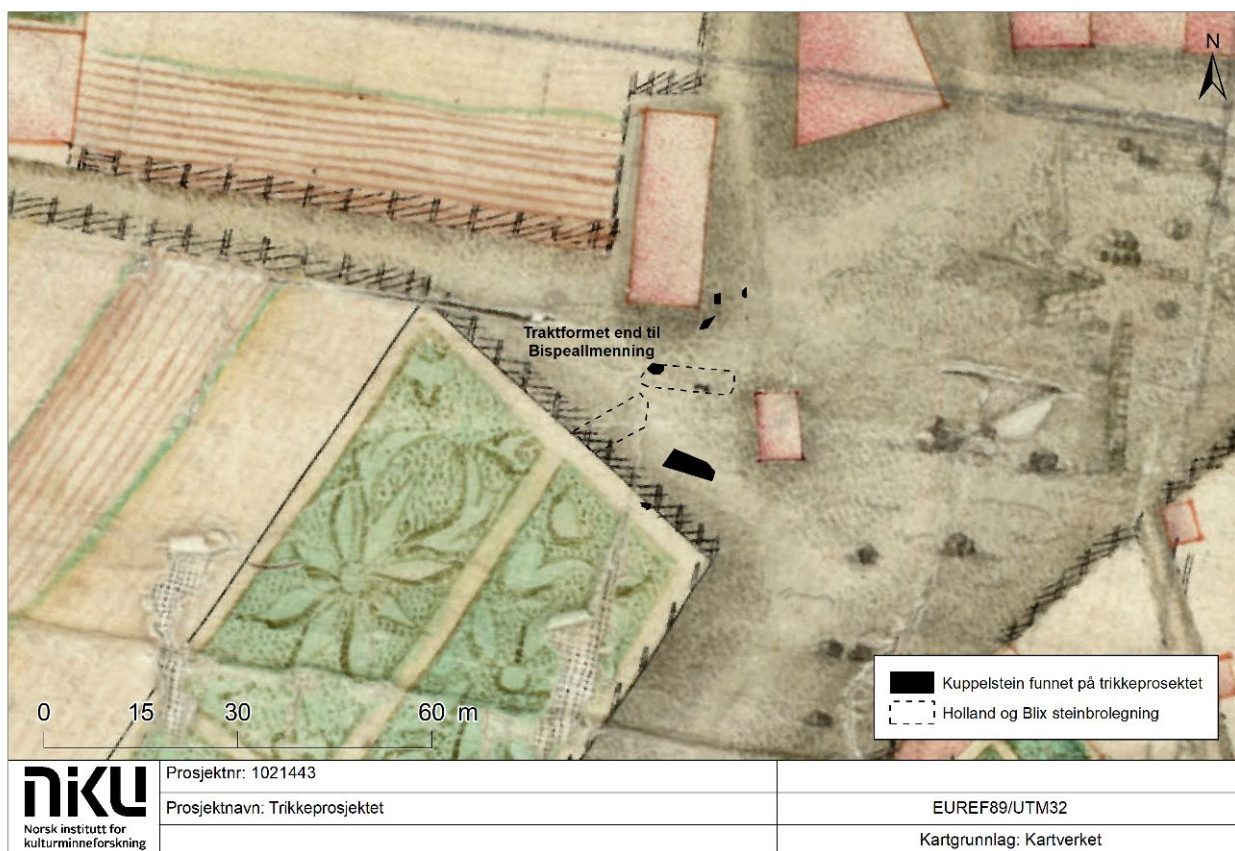 N
Traktformet end til
Bispeallmenning
0 15 30 60 m
Kuppelstein funnet på trikkeprosektet
Holland og Blix steinbrolegning
niku
Norsk institutt for
kulturminneforskning
Prosjektnr: 1021443
Prosjektnavn: Trikkeprosjektet
EUREF89/UTM32
Kartgrunnlag: Kartverket